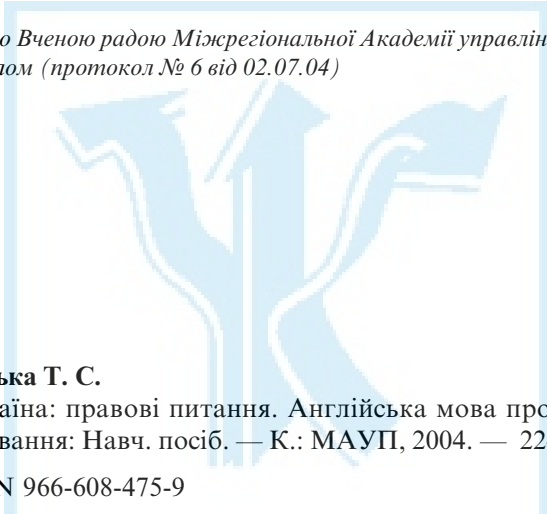 о Вченою радою Міжрегіональної Академії управлін
лом (протокол № 6 від 02.07.04)
ька Т. С.
аїна: правові питання. Англійська мова про
вання: Навч. посіб. — К.: МАУП, 2004. — 22
N 966-608-475-9